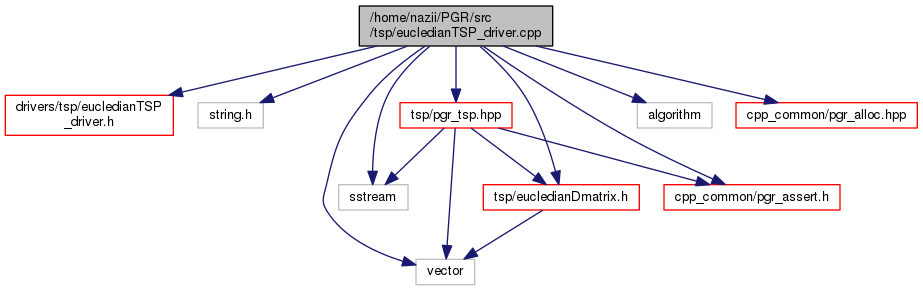 /home/nazii/PGR/src
/tsp/eucledianTSP_driver.cpp
drivers/tsp/eucledianTSP
_driver.h
string.h
tsp/pgr_tsp.hpp
algorithm
cpp_common/pgr_alloc.hpp
sstream
tsp/eucledianDmatrix.h
cpp_common/pgr_assert.h
vector